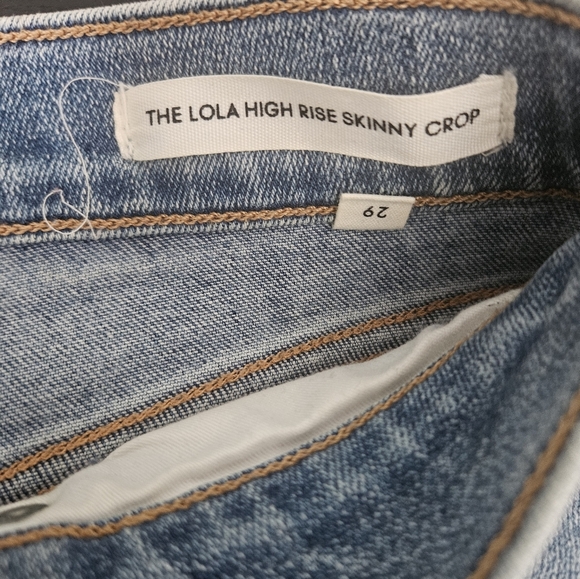 THE LOLA HIGH RISE SKINNY CROP
29